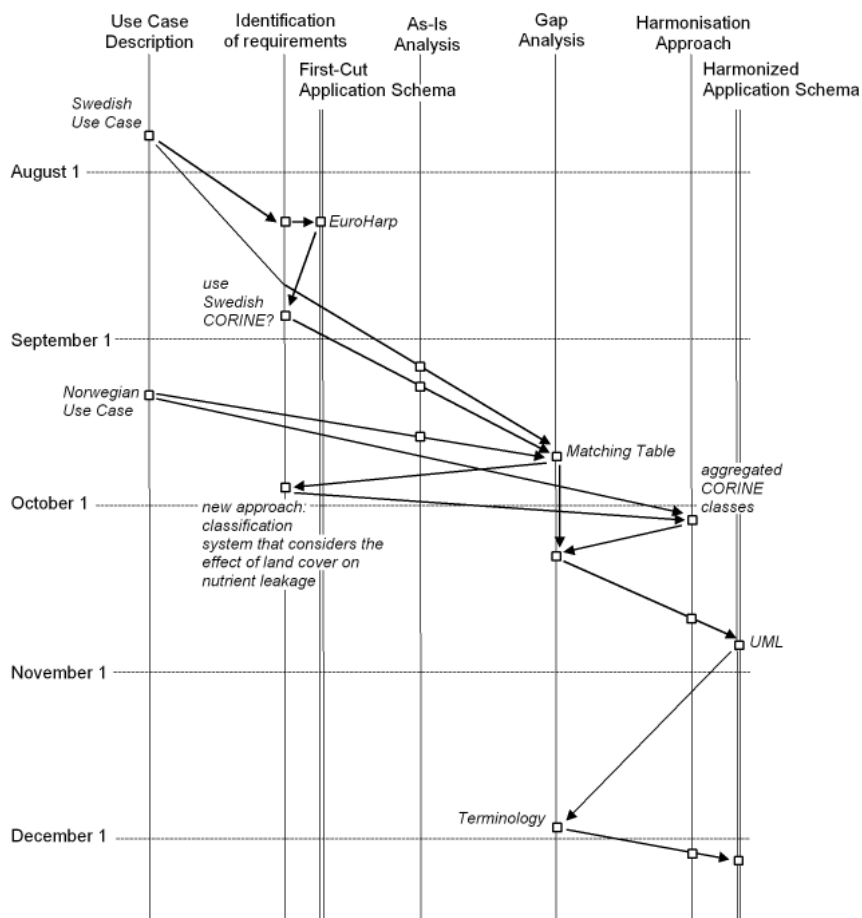 Use Case
Description
Identification
of requirements
As-Is
Analysis
Gap
Analysis
Harmonisation
Approach
First-Cut
Application Schema
Harmonized
Application Schema
Swedish
Use Case
August 1
EuroHarp
use
Swedish
CORINE?
September 1
Norwegian
Use Case
Matching Table
aggregated
CORINE
classes
October 1
new approach:
classification
system that considers the
effect of land cover on
nutrient leakage
UML
November 1
Terminology
December 1